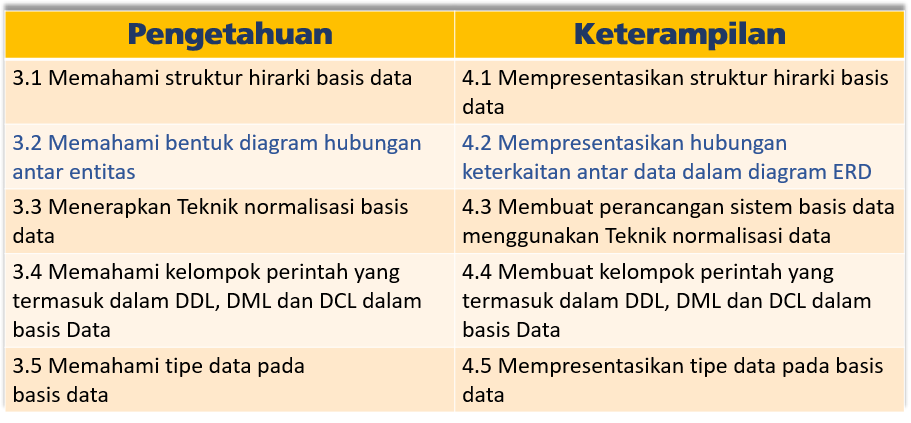 Pengetahuan
Keterampilan
3.1 Memahami struktur hirarki basis data
4.1 Mempresentasikan struktur hirarki basis
data
3.2 Memahami bentuk diagram hubungan
antar entitas
4.2 Mempresentasikan hubungan
keterkaitan antar data dalam diagram ERD
3.3 Menerapkan Teknik normalisasi basis
data
4.3 Membuat perancangan sistem basis data
menggunakan Teknik normalisasi data
3.4 Memahami kelompok perintah yang
termasuk dalam DDL, DML dan DCL dalam
basis Data
4.4 Membuat kelompok perintah yang
termasuk dalam DDL, DML dan DCL dalam
basis Data
3.5 Memahami tipe data pada
basis data
4.5 Mempresentasikan tipe data pada basis
data